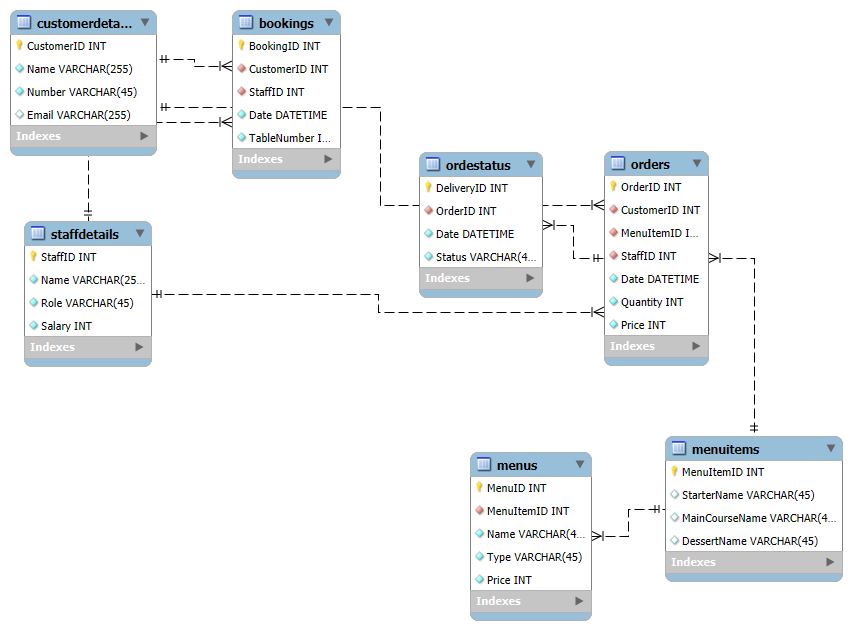 customerdeta...
CustomerID INT
Name VARCHAR(255)
Number VARCHAR(45)
Email VARCHAR(255)
Indexes
bookings
BookingID INT
CustomerID INT
StaffID INT
Date DATETIME
TableNumber I...
Indexes
ordestatus
DeliveryID INT
OrderID INT
Date DATETIME
Status VARCHAR(4...
Indexes
orders
OrderID INT
CustomerID INT
MenuItemID I...
StaffID INT
Date DATETIME
Quantity INT
Price INT
Indexes
staffdetails
StaffID INT
Name VARCHAR(25...
Role VARCHAR(45)
Salary INT
Indexes
menus
MenuID INT
MenuItemID INT
Name VARCHAR(4...
Type VARCHAR(45)
Price INT
Indexes
menuitems
MenuItemID INT
StarterName VARCHAR(45)
MainCourseName VARCHAR(4...
DessertName VARCHAR(45)
Indexes